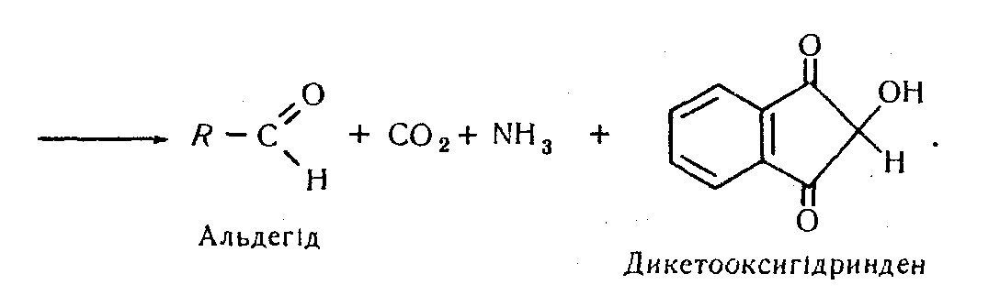 R – C O H + CO₂ + NH₃ + O OH H O .
Альдегід
Дикетооксигідринден